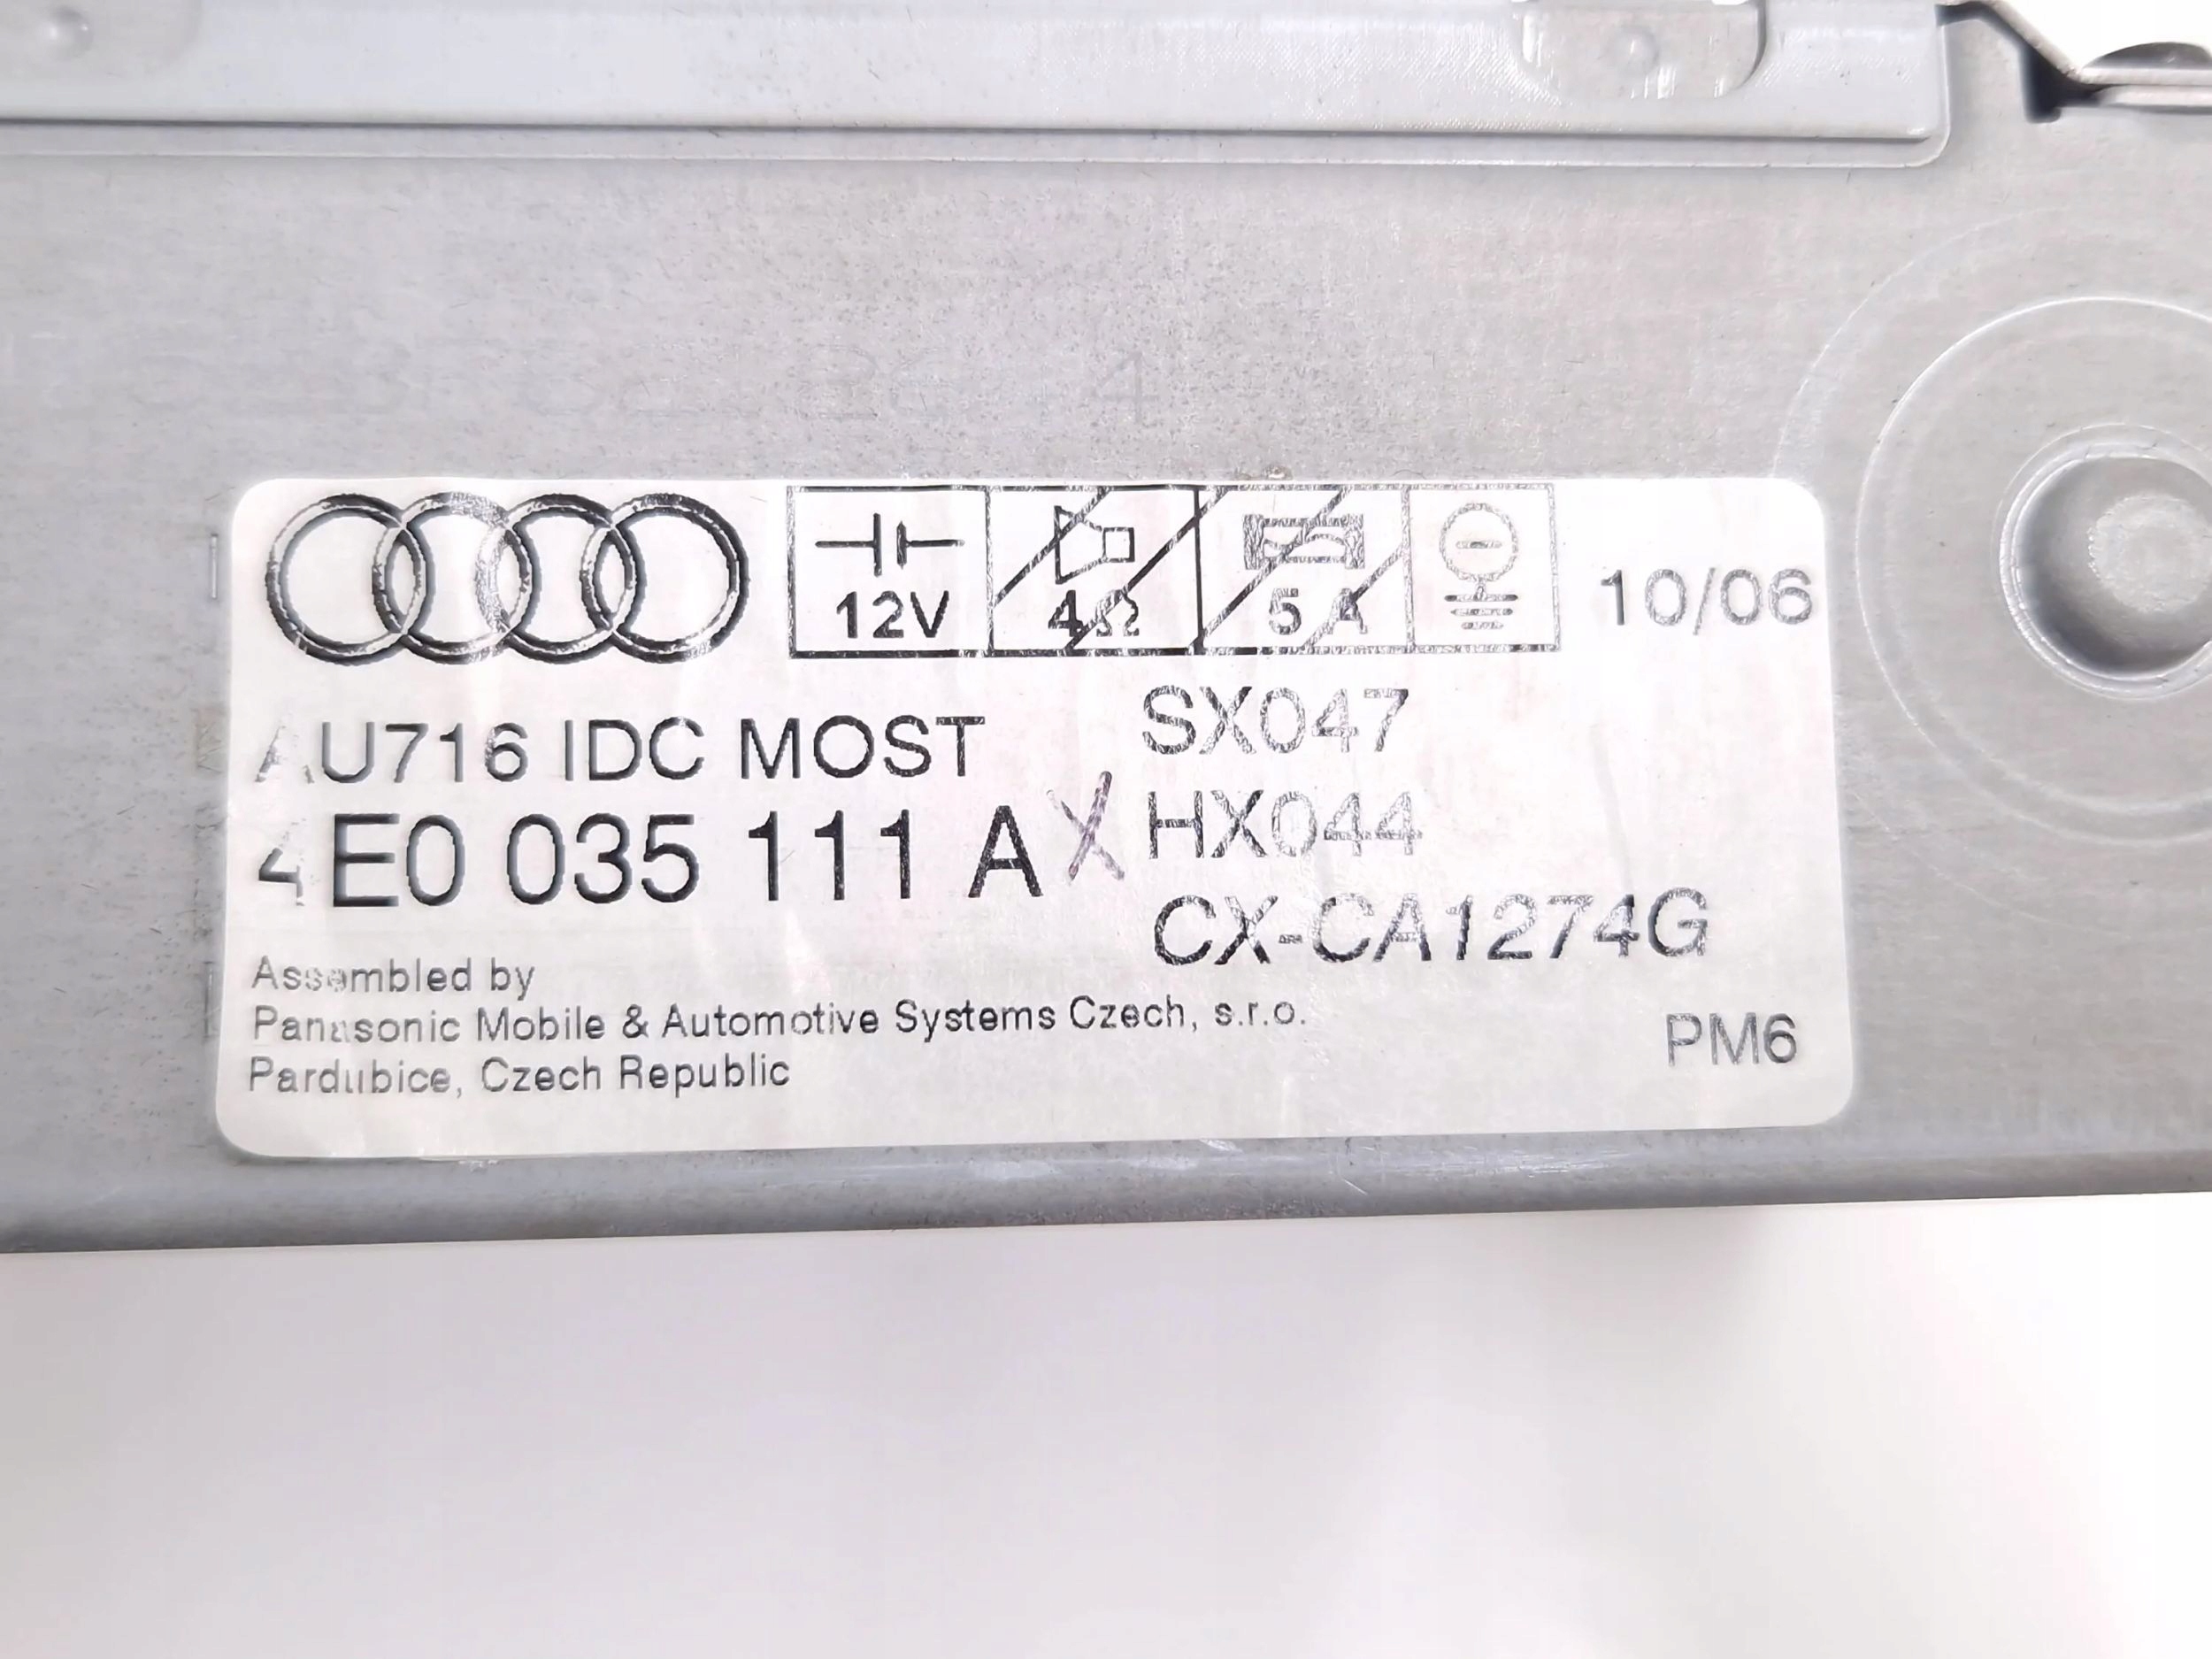 12V
4Ω
5 A
10/06
AU716 IDC MOST
SX047
4E0 035 111 A X
HX044
CX-CA1274G
Assembled by
Panasonic Mobile & Automotive Systems Czech, s.r.o.
Pardubice, Czech Republic
PM6